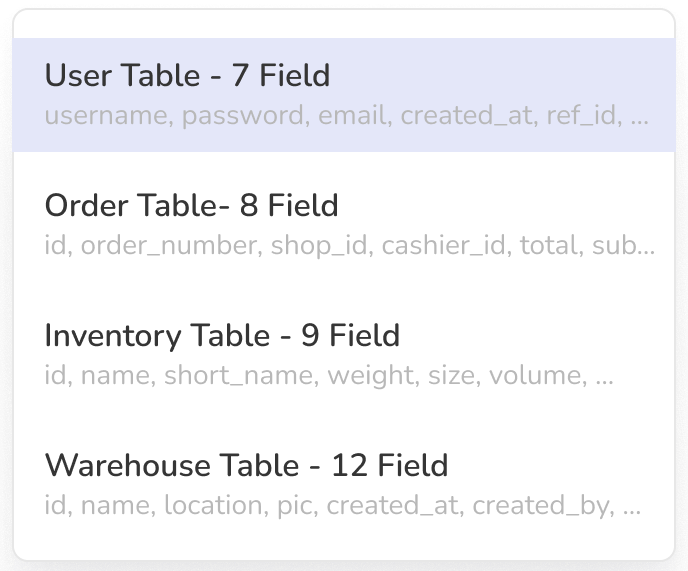 User Table - 7 Field
username, password, email, created_at, ref_id, ...
Order Table- 8 Field
id, order_number, shop_id, cashier_id, total, sub...
Inventory Table - 9 Field
id, name, short_name, weight, size, volume, ...
Warehouse Table - 12 Field
id, name, location, pic, created_at, created_by, ...